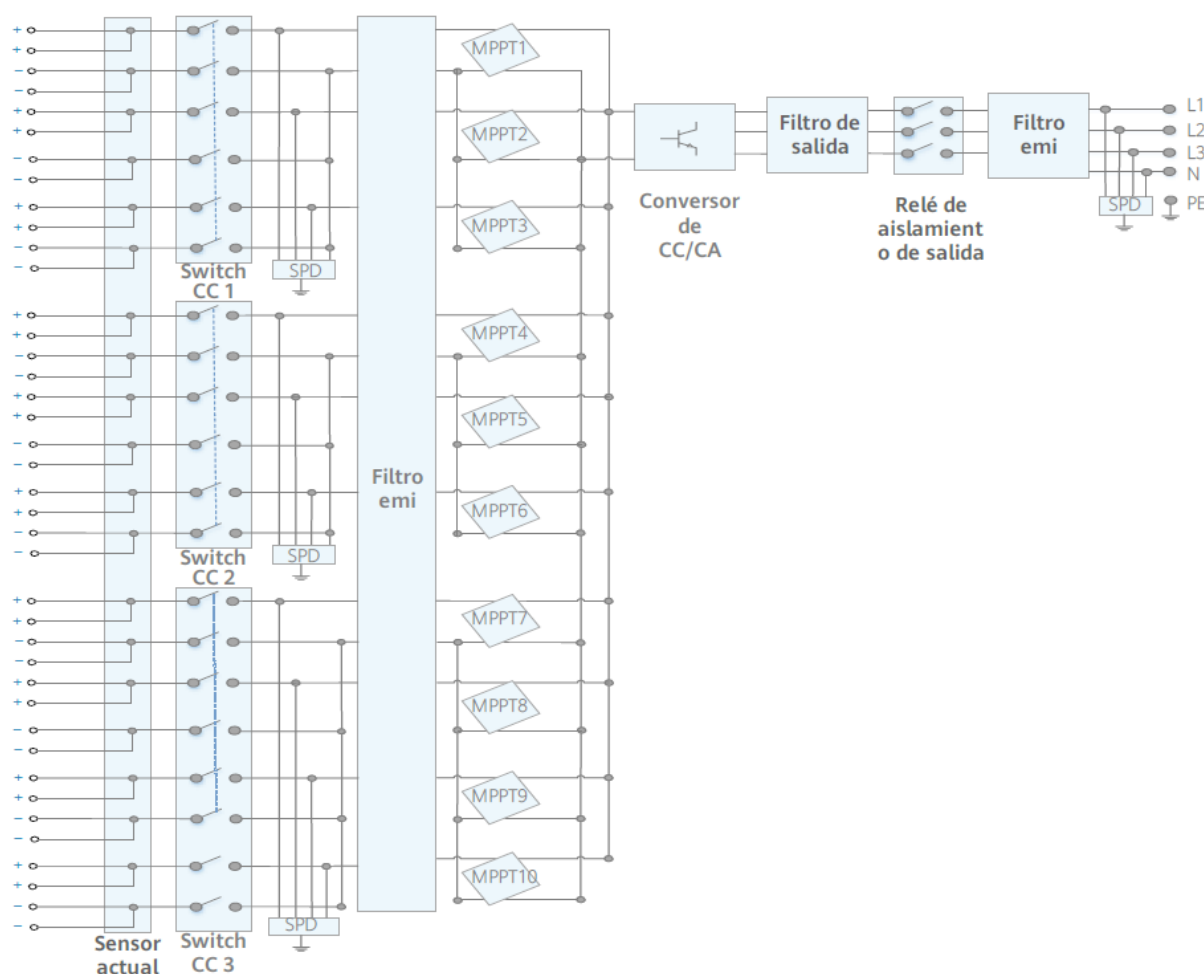 +
+
−
−
+
+
−
−
+
+
−
−
Switch
CC 1
SPD
+
+
−
−
+
+
−
−
+
+
−
−
Switch
CC 2
SPD
+
+
−
−
+
+
−
−
+
+
−
−
+
+
−
−
Sensor
actual
Switch
CC 3
SPD
Filtro
emi
MPPT1
MPPT2
MPPT3
MPPT4
MPPT5
MPPT6
MPPT7
MPPT8
MPPT9
MPPT10
Conversor
de
CC/CA
Filtro de
salida
Relé de
aislamient
o de salida
Filtro
emi
SPD
L1
L2
L3
N
PE